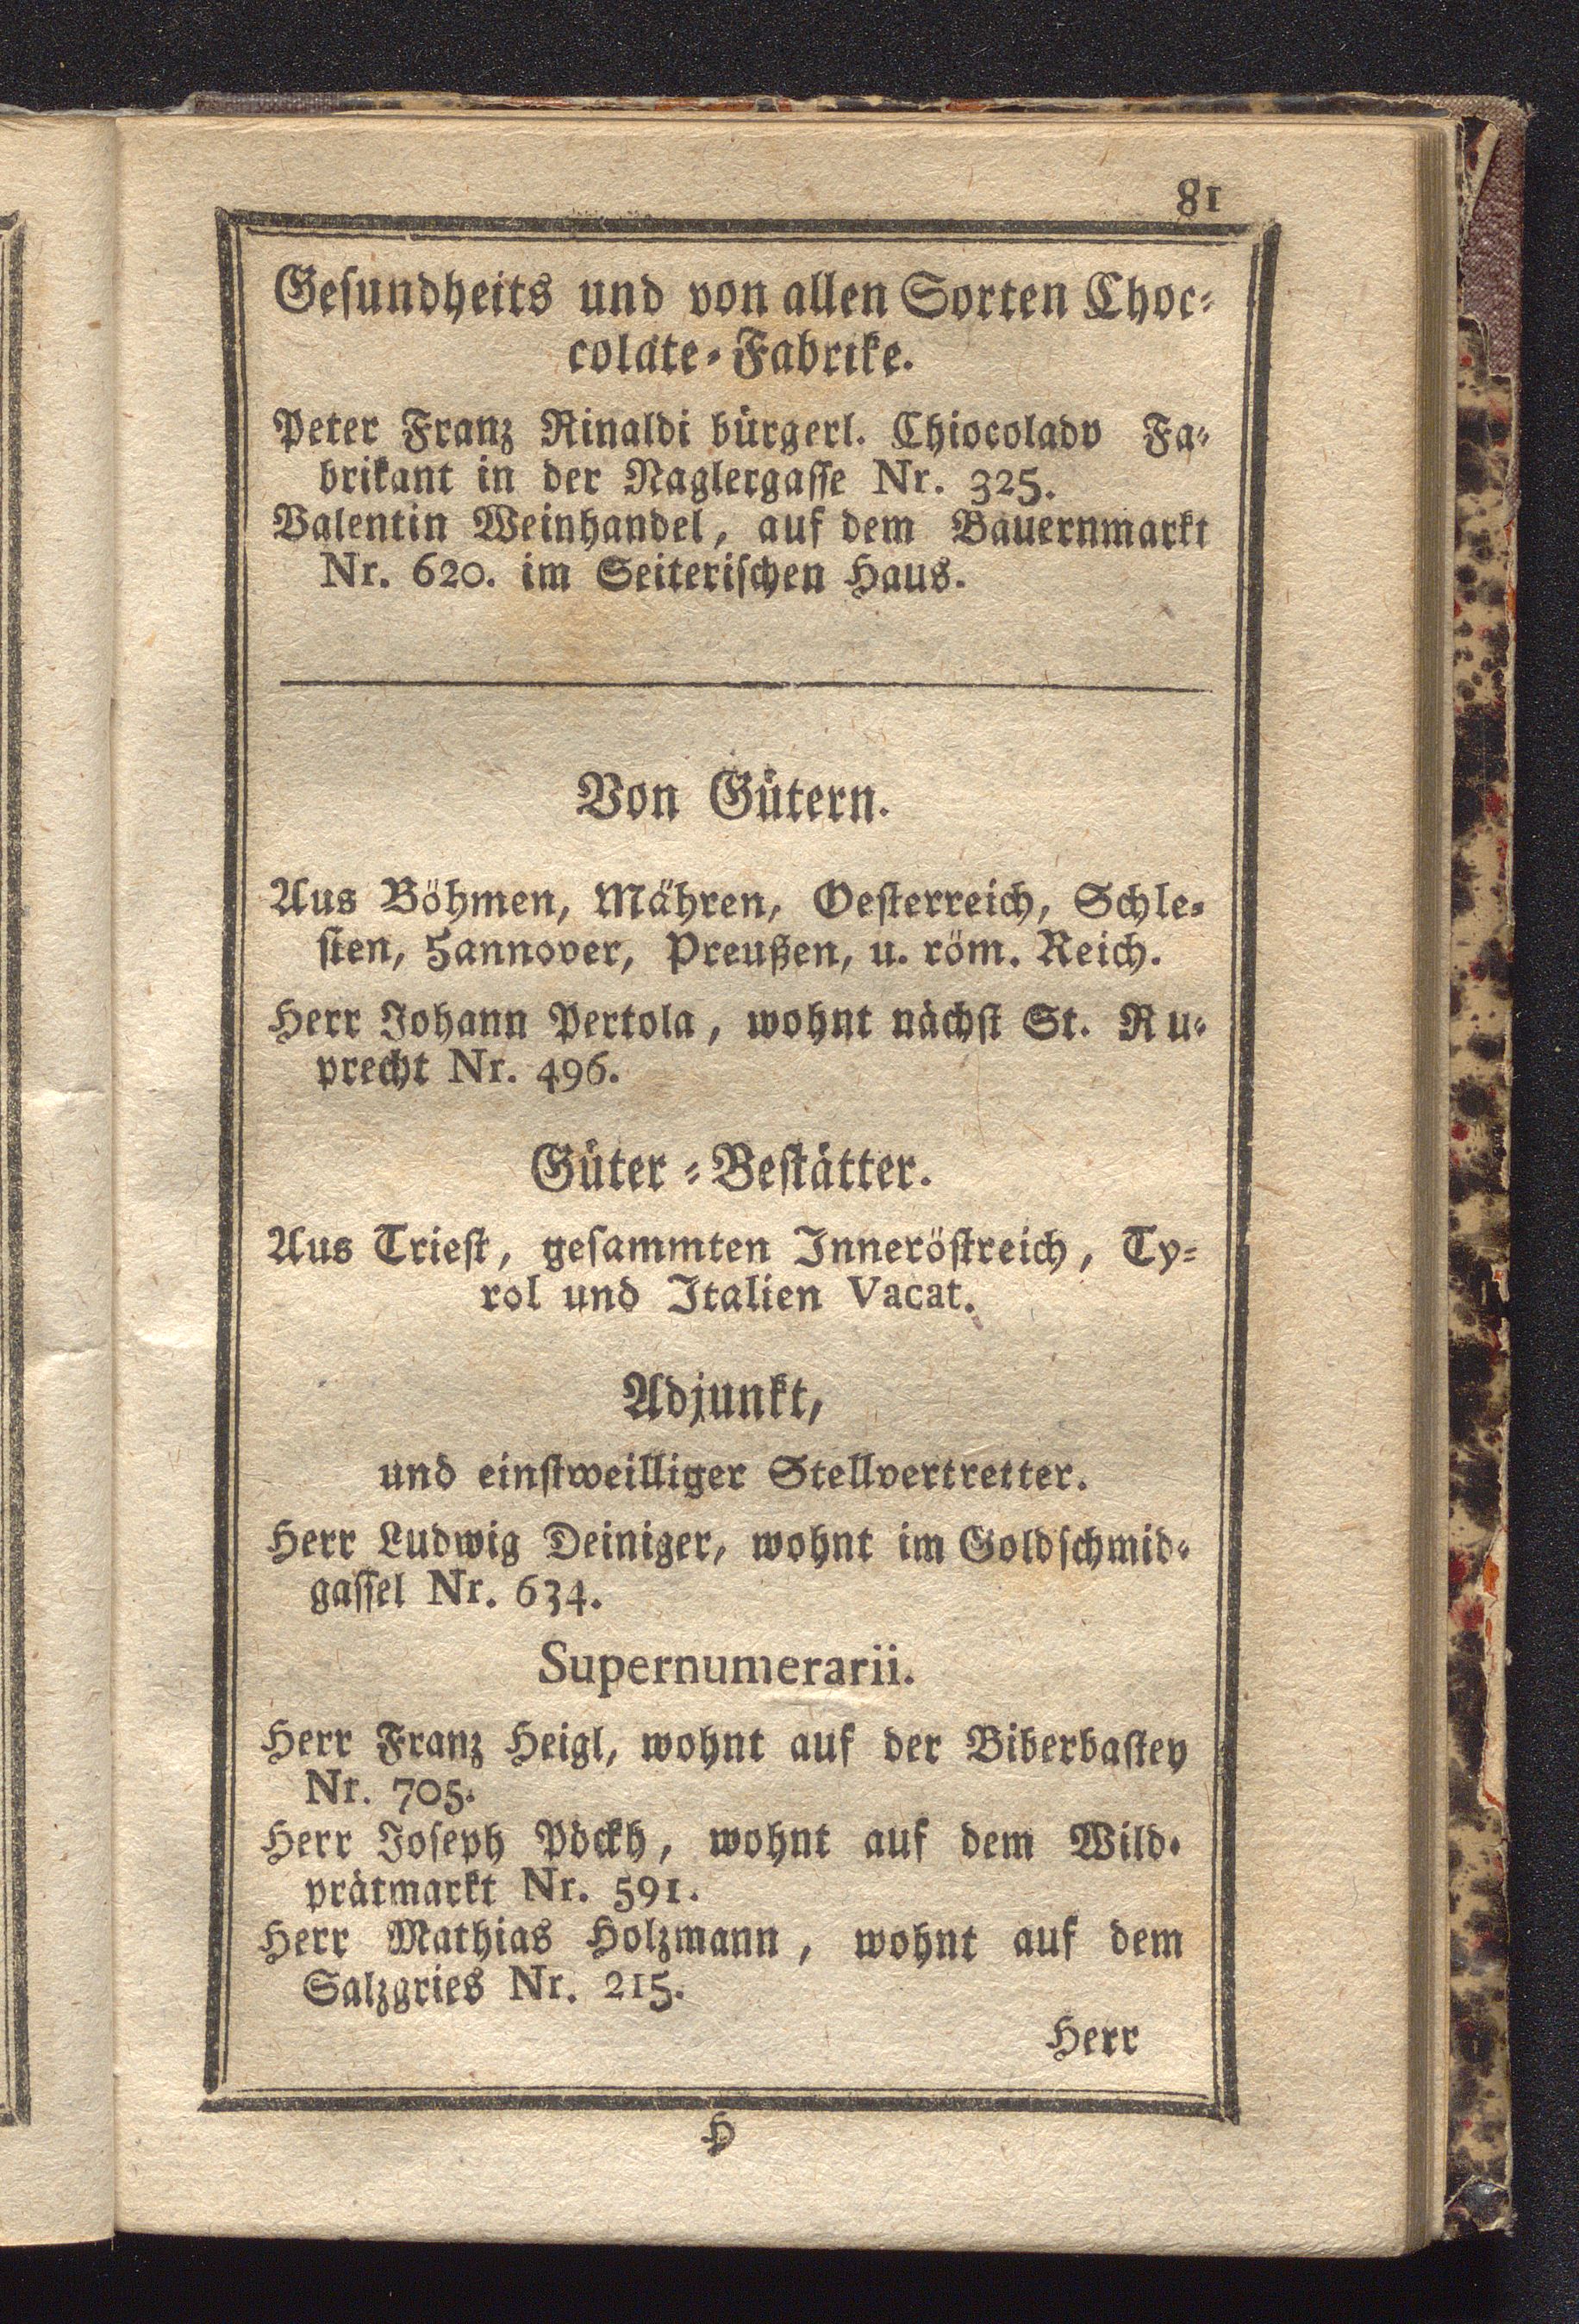 81
Gesundheits und von allen Sorten Choc-
colate-Fabrike.
Peter Franz Rinaldi bürgerl. Chiocoladv Fa-
brikant in der Naglergasse Nr. 325.
Valentin Weinhandel, auf dem Bauernmarkt
Nr. 620. im Seiterischen Haus.
Von Gütern.
Aus Böhmen, Mähren, Oesterreich, Schle-
sien, Hannover, Preußen, u. röm. Reich.
Herr Johann Pertola, wohnt nächst St. Ru-
precht Nr. 496.
Güter-Bestätter.
Aus Triest, gesammten Inneröstreich, Ty-
rol und Italien Vacat.
Adjunkt,
und einstweilliger Stellvertretter.
Herr Ludwig Deiniger, wohnt im Goldschmid-
gassel Nr. 634.
Supernumerarii.
Herr Franz Heigl, wohnt auf der Biberbastey
Nr. 705.
Herr Joseph Pöckh, wohnt auf dem Wild-
prätmarkt Nr. 591.
Herr Mathias Holzmann, wohnt auf dem
Salzgries Nr. 215.
Herr
H